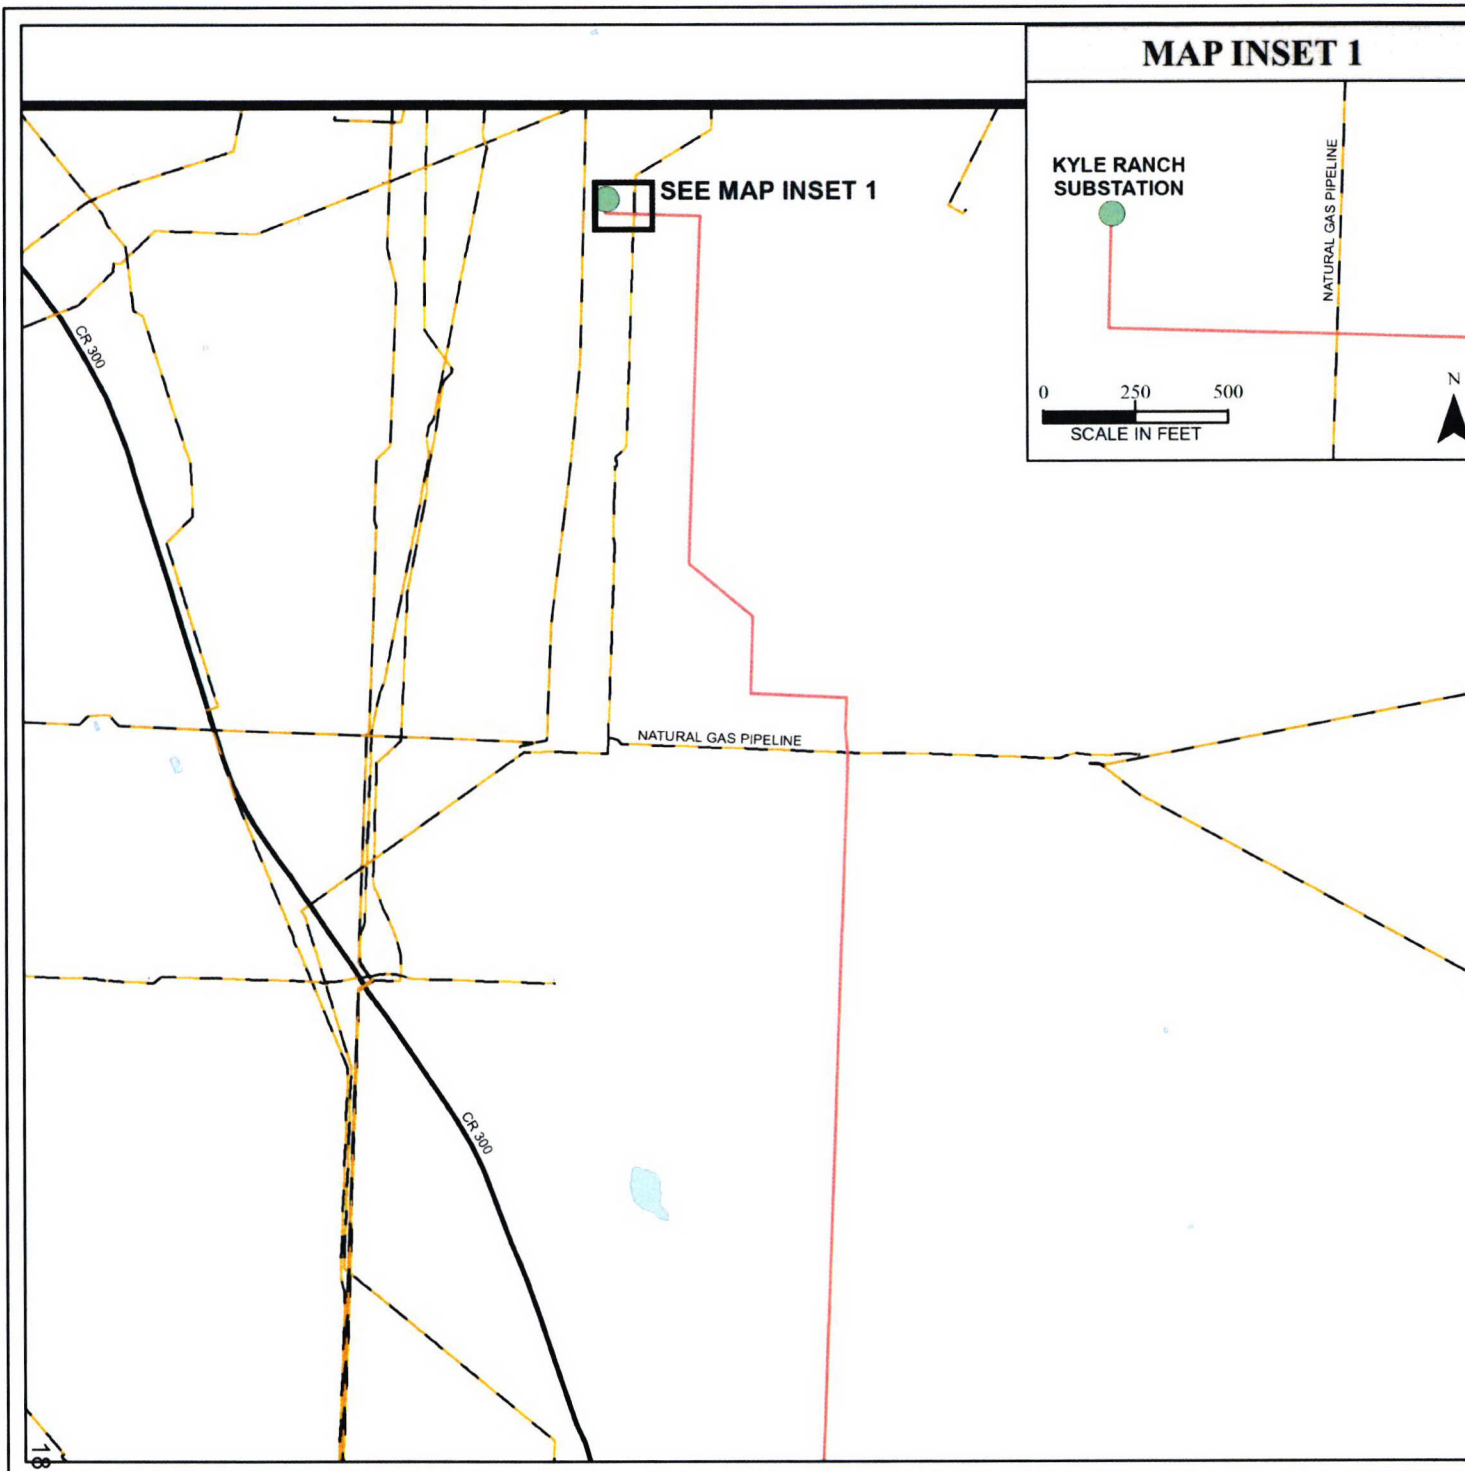 MAP INSET 1
KYLE RANCH
SUBSTATION
NATURAL GAS PIPELINE
0 250 500
SCALE IN FEET
N
SEE MAP INSET 1
CR 300
NATURAL GAS PIPELINE
CR 300
18